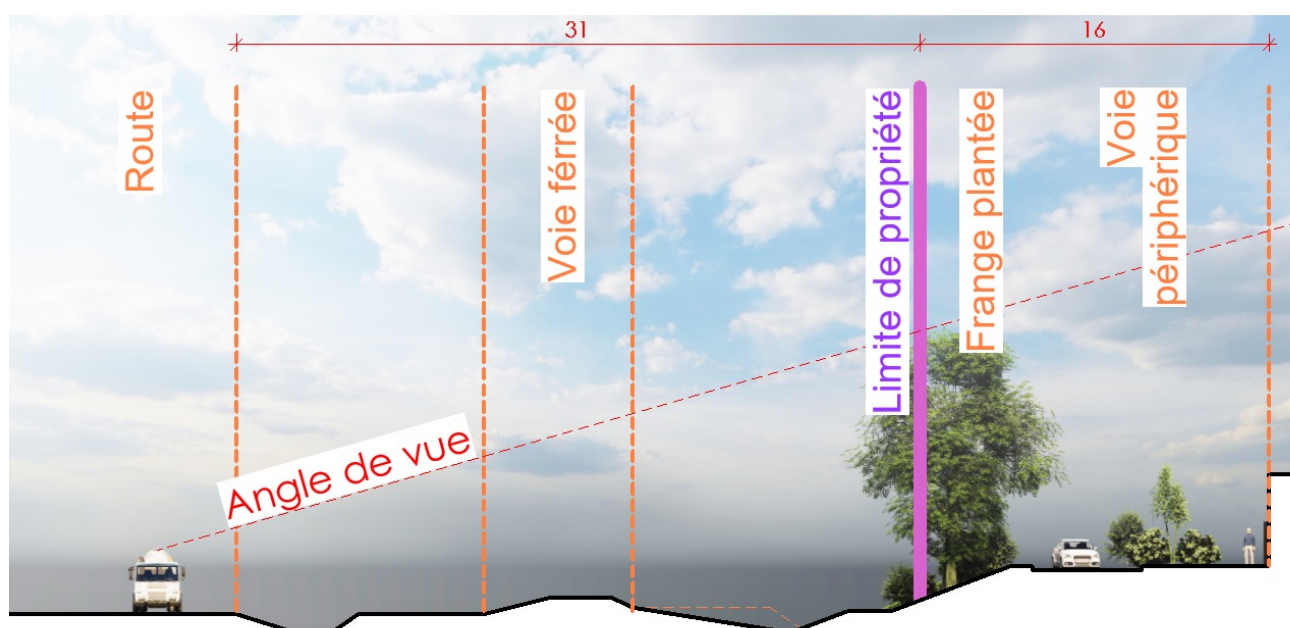 31
16
Route
Voie férrée
Limite de propriété
Frange plantée
Voie
périphérique
Angle de vue